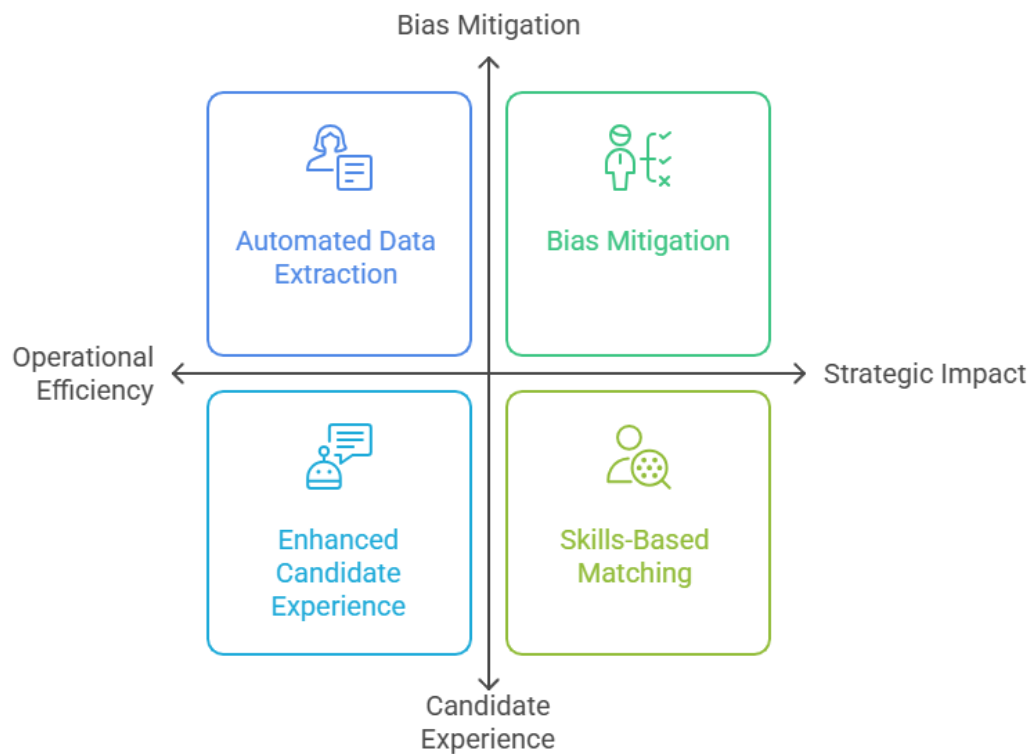 Bias Mitigation
Automated Data
Extraction
Bias Mitigation
Operational
Efficiency
Strategic Impact
Enhanced
Candidate
Experience
Skills-Based
Matching
Candidate
Experience